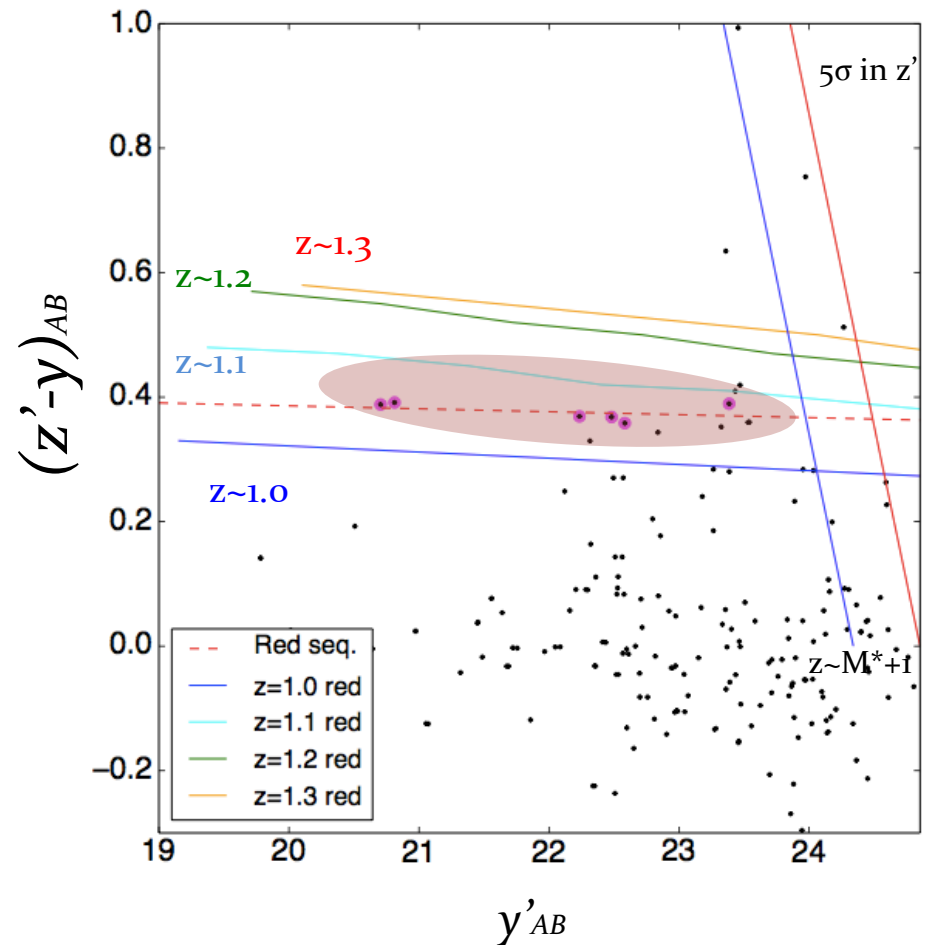 1.0
0.8
0.6
0.4
0.2
0.0
−0.2
(z'-y)AB
5σ in z'
z~1.3
z~1.2
z~1.1
z~1.0
z~M*+1
Red seq.
z=1.0 red
z=1.1 red
z=1.2 red
z=1.3 red
19 20 21 22 23 24
y'AB